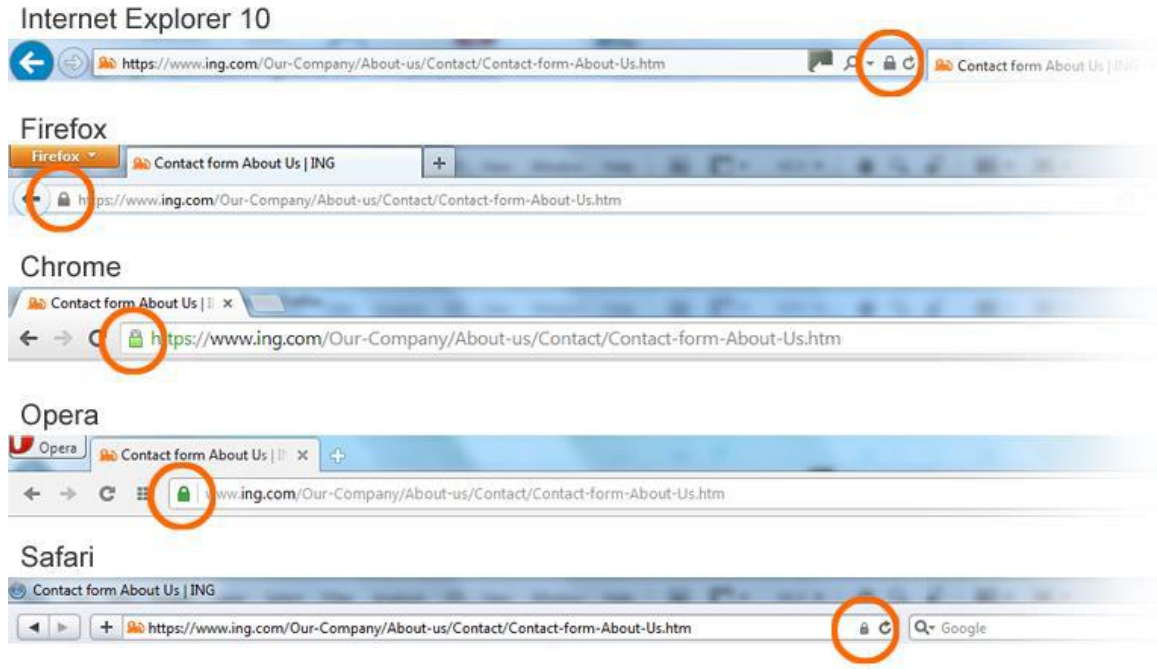 Internet Explorer 10
https://www.ing.com/Our-Company/About-us/Contact/Contact-form-About-Us.htm
Contact form About Us |
Firefox
Firefox
Contact form About Us | ING
https://www.ing.com/Our-Company/About-us/Contact/Contact-form-About-Us.htm
Chrome
Contact form About Us |
https://www.ing.com/Our-Company/About-us/Contact/Contact-form-About-Us.htm
Opera
Opera
Contact form About Us |
www.ing.com/Our-Company/About-us/Contact/Contact-form-About-Us.htm
Safari
Contact form About Us | ING
https://www.ing.com/Our-Company/About-us/Contact/Contact-form-About-Us.htm
Google